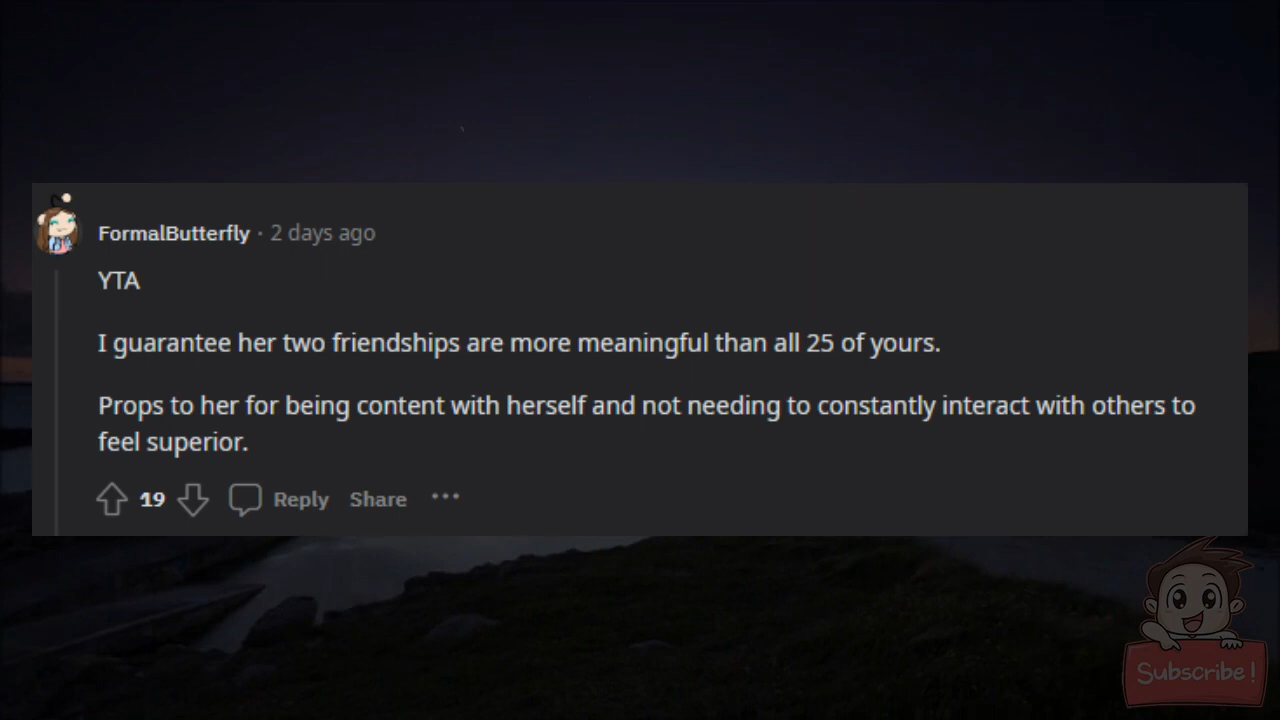 FormalButterfly · 2 days ago
YTA
I guarantee her two friendships are more meaningful than all 25 of yours.
Props to her for being content with herself and not needing to constantly interact with others to
feel superior.
19 Reply Share ···
Subscribe!